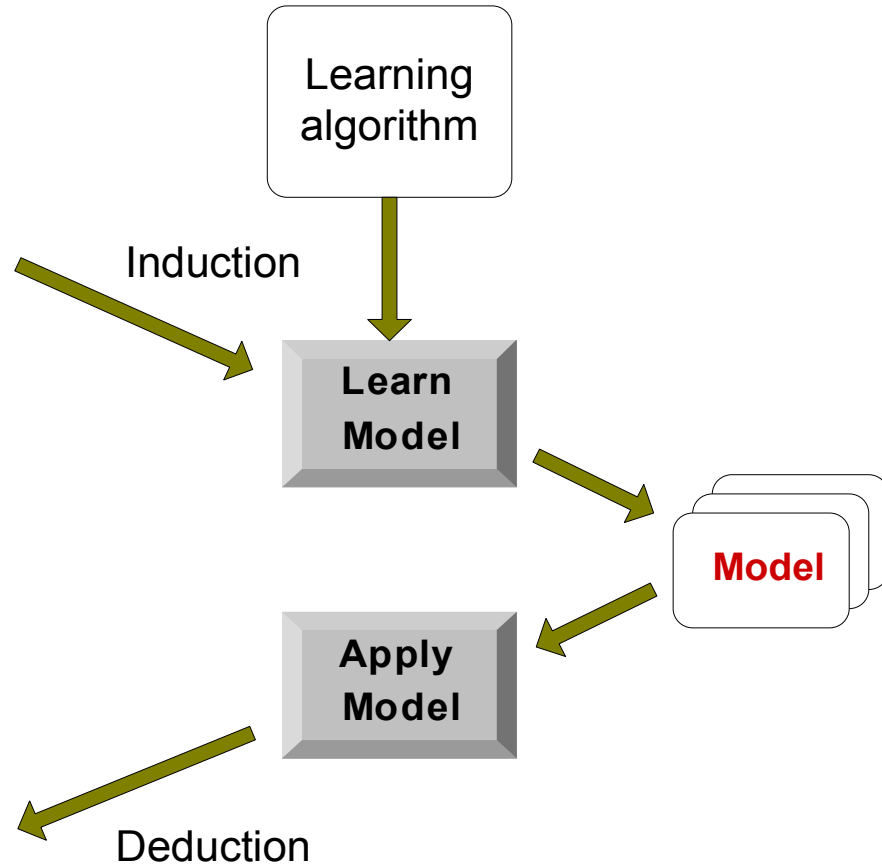 Learning
algorithm
Induction
Learn
Model
Model
Apply
Model
Deduction